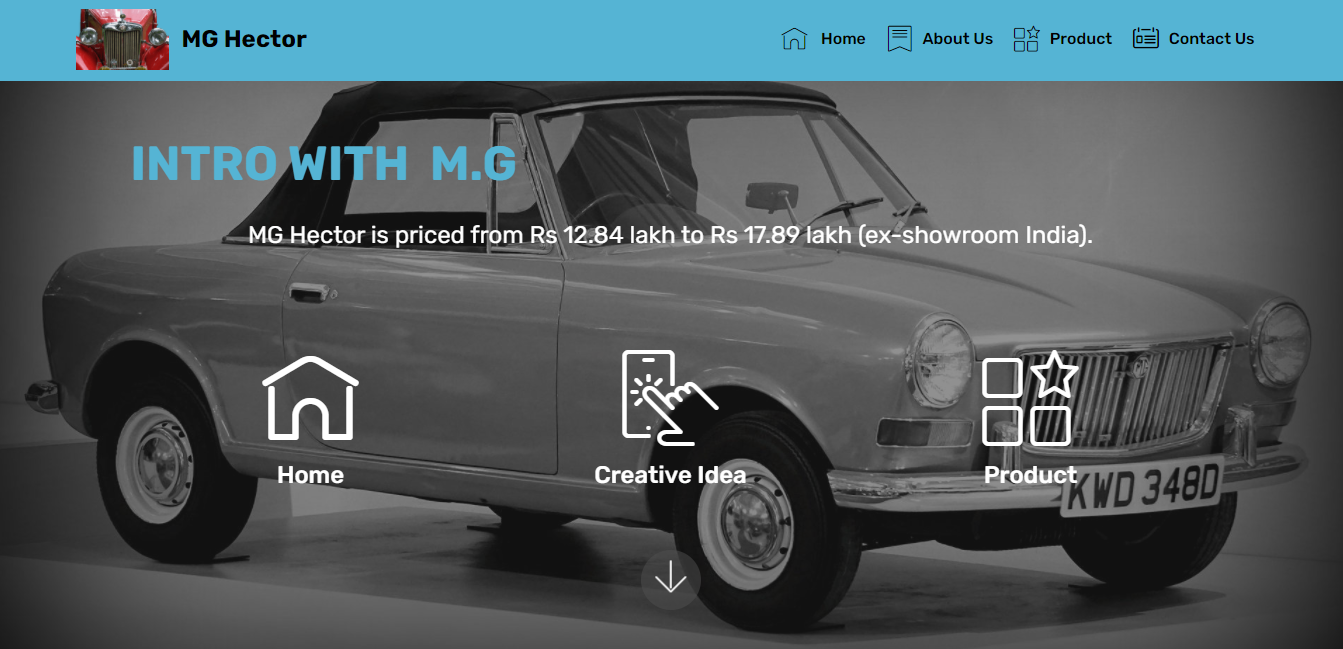 MG Hector
Home
About Us
Product
Contact Us
INTRO WITH M.G
MG Hector is priced from Rs 12.84 lakh to Rs 17.89 lakh (ex-showroom India).
Home
Creative Idea
Product
KWD 348D